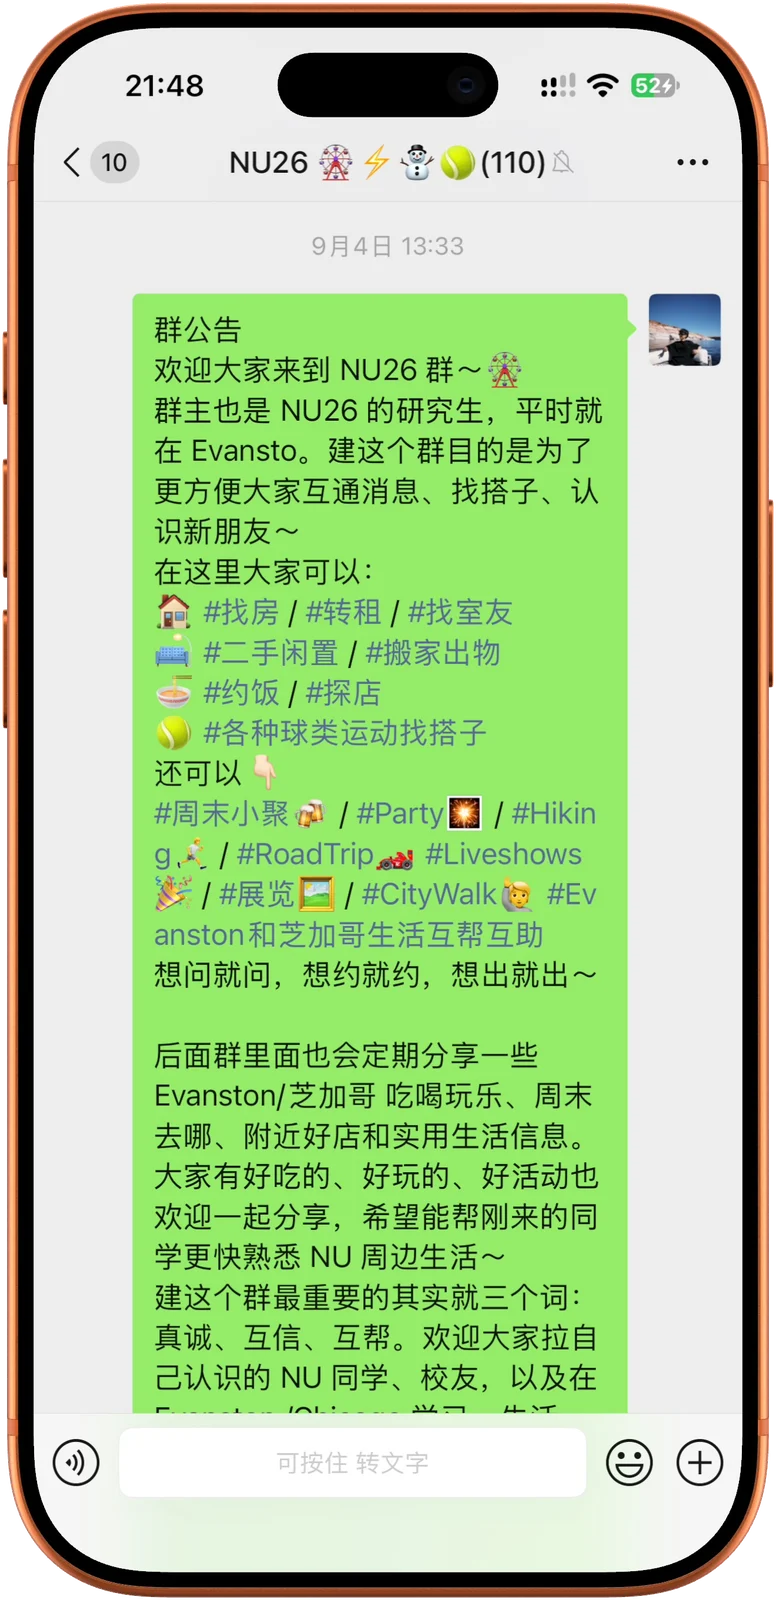 21:48
52
10
NU26 🎡⚡️⛄🎾(110)
9月4日 13:33
群公告
欢迎大家来到 NU26 群～🎡
群主也是 NU26 的研究生，平时就
在 Evansto。建这个群目的是为了
更方便大家互通消息、找搭子、认
识新朋友～
在这里大家可以：
🏠 #找房 / #转租 / #找室友
🛋️ #二手闲置 / #搬家出物
🍜 #约饭 / #探店
🎾 #各种球类运动找搭子
还可以👇🏻
#周末小聚🍻 / #Party🎇 / #Hikin
g🏃 / #RoadTrip🏎️ #Liveshows
🎉 / #展览🖼️ / #CityWalk🙋 #Ev
anston和芝加哥生活互帮互助
想问就问，想约就约，想出就出～
后面群里面也会定期分享一些
Evanston/芝加哥 吃喝玩乐、周末
去哪、附近好店和实用生活信息。
大家有好吃的、好玩的、好活动也
欢迎一起分享，希望能帮刚来的同
学更快熟悉 NU 周边生活～
建这个群最重要的其实就三个词：
真诚、互信、互帮。欢迎大家拉自
己认识的 NU 同学、校友，以及在
可按住 转文字